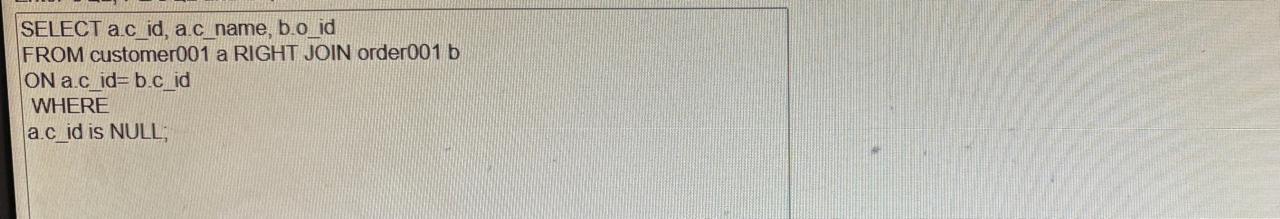 SELECT a.c_id, a.c_name, b.o_id
FROM customer001 a RIGHT JOIN order001 b
ON a.c_id= b.c_id
WHERE
a.c_id is NULL;